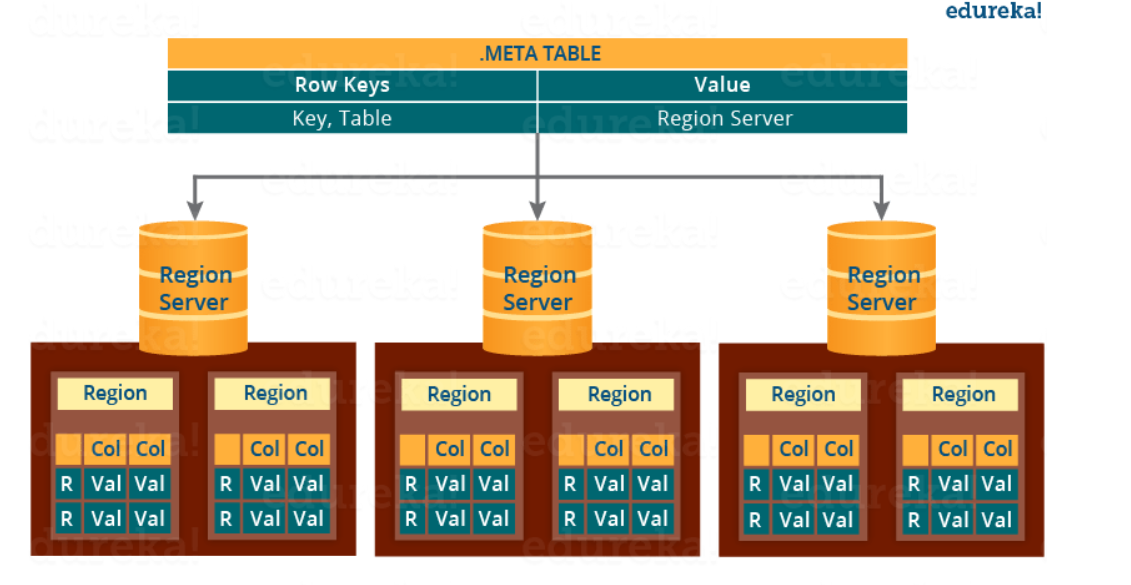 edureka!
.META TABLE
Row Keys Value
Key, Table Region Server
Region Server
Region Server
Region Server
Region Region Region Region Region Region
Col Col Col Col Col Col Col Col Col Col Col Col
R Val Val R Val Val R Val Val R Val Val R Val Val R Val Val
R Val Val R Val Val R Val Val R Val Val R Val Val R Val Val